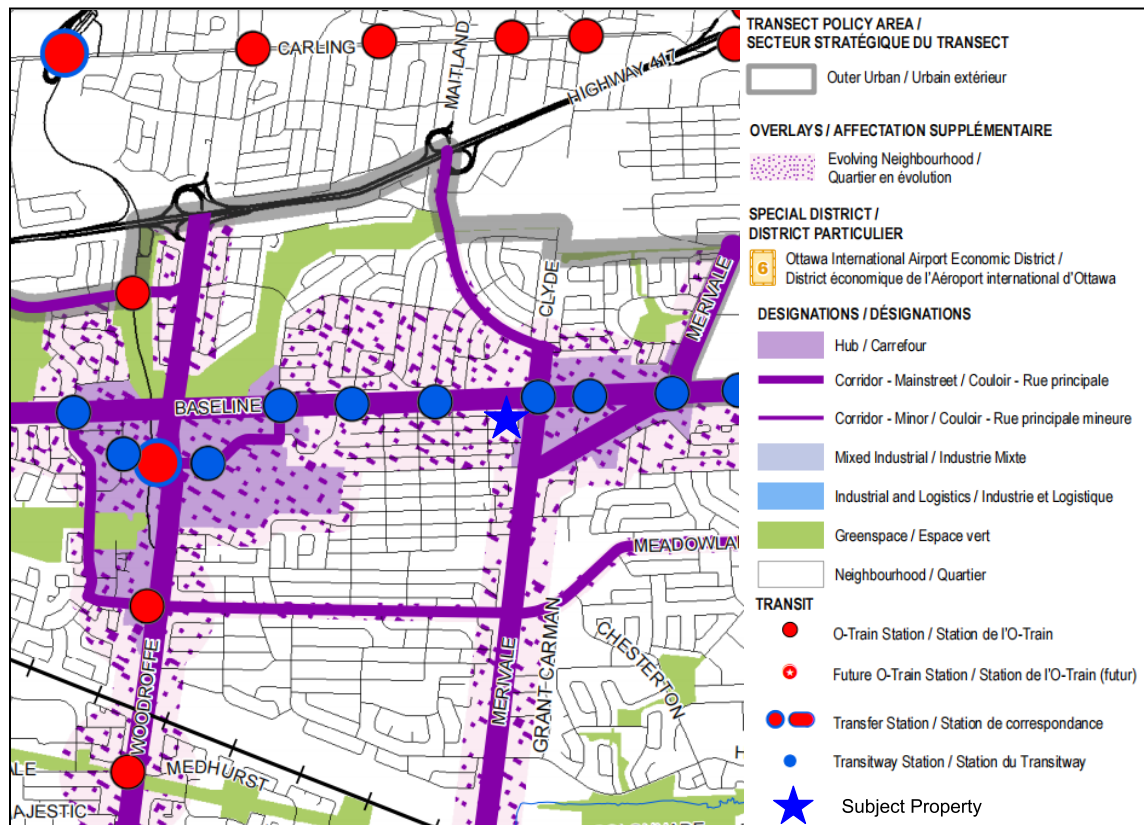 CARLING
MAITLAND
HIGHWAY 417
CLYDE
MERIVALE
BASELINE
MEADOWLA
WOODROFFE
MERIVALE
GRANT CARMAN
CHESTERTON
MEDHURST
ALE
AJESTIC
H
TRANSECT POLICY AREA /
SECTEUR STRATÉGIQUE DU TRANSECT
Outer Urban / Urbain extérieur
OVERLAYS / AFFECTATION SUPPLÉMENTAIRE
Evolving Neighbourhood /
Quartier en évolution
SPECIAL DISTRICT /
DISTRICT PARTICULIER
6
Ottawa International Airport Economic District /
District économique de l'Aéroport international d'Ottawa
DESIGNATIONS / DÉSIGNATIONS
Hub / Carrefour
Corridor - Mainstreet / Couloir - Rue principale
Corridor - Minor / Couloir - Rue principale mineure
Mixed Industrial / Industrie Mixte
Industrial and Logistics / Industrie et Logistique
Greenspace / Espace vert
Neighbourhood / Quartier
TRANSIT
O-Train Station / Station de l'O-Train
Future O-Train Station / Station de l'O-Train (futur)
Transfer Station / Station de correspondance
Transitway Station / Station du Transitway
Subject Property